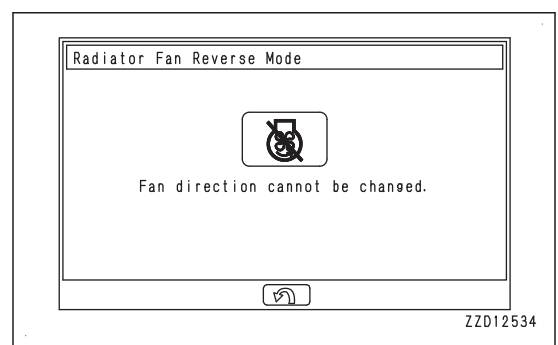 Radiator Fan Reverse Mode
Fan direction cannot be changed.
ZZD12534